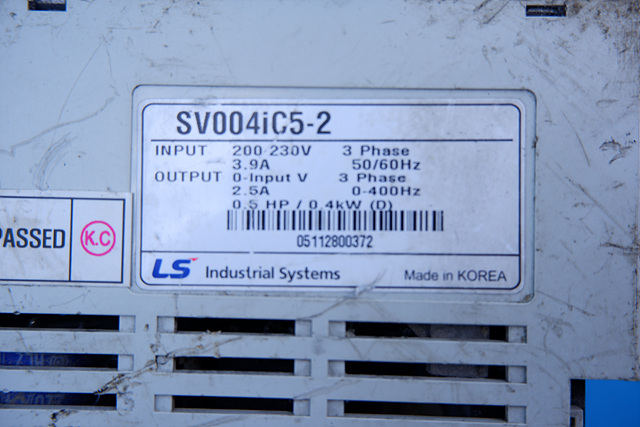 SV004iC5-2
INPUT 200-230V 3 Phase
3.9A 50/60Hz
OUTPUT 0-Input V 3 Phase
2.5A 0-400Hz
0.5 HP / 0.4kW (D)
05112800372
LS Industrial Systems Made in KOREA
PASSED K.C